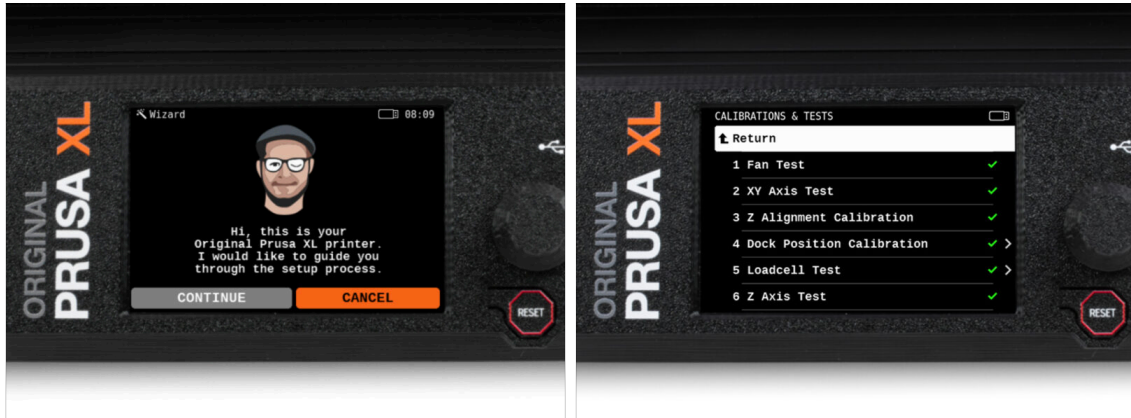 ORIGINAL
PRUSA XL
Wizard
08:09
Hi, this is your
Original Prusa XL printer.
I would like to guide you
through the setup process.
CONTINUE
CANCEL
RESET
ORIGINAL
PRUSA XL
CALIBRATIONS & TESTS
Return
1 Fan Test
2 XY Axis Test
3 Z Alignment Calibration
4 Dock Position Calibration
5 Loadcell Test
6 Z Axis Test
RESET